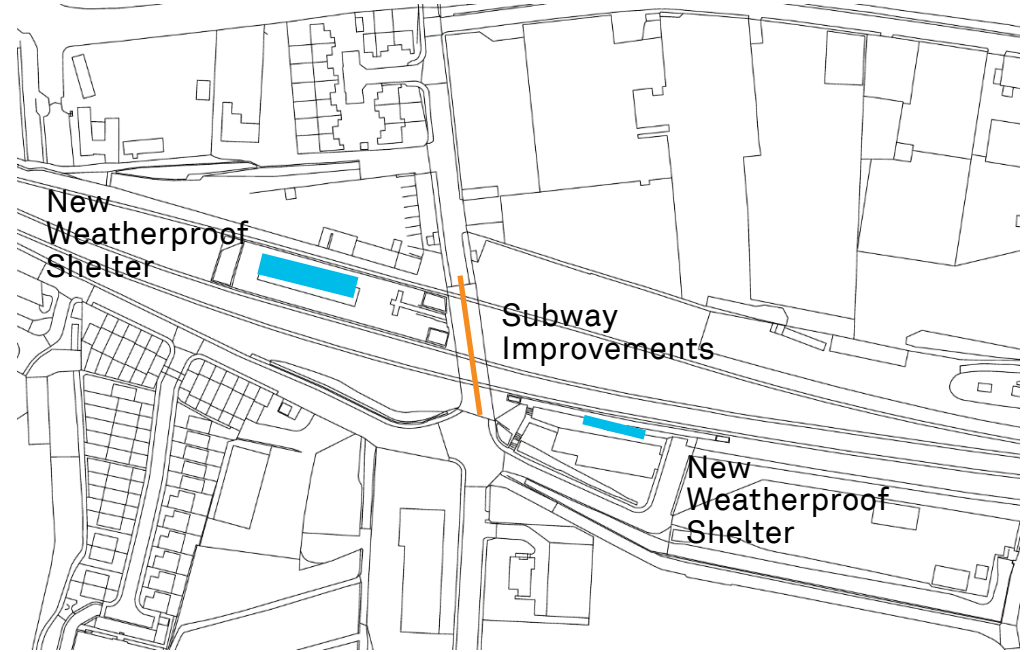 New
Weatherproof
Shelter
Subway
Improvements
New
Weatherproof
Shelter